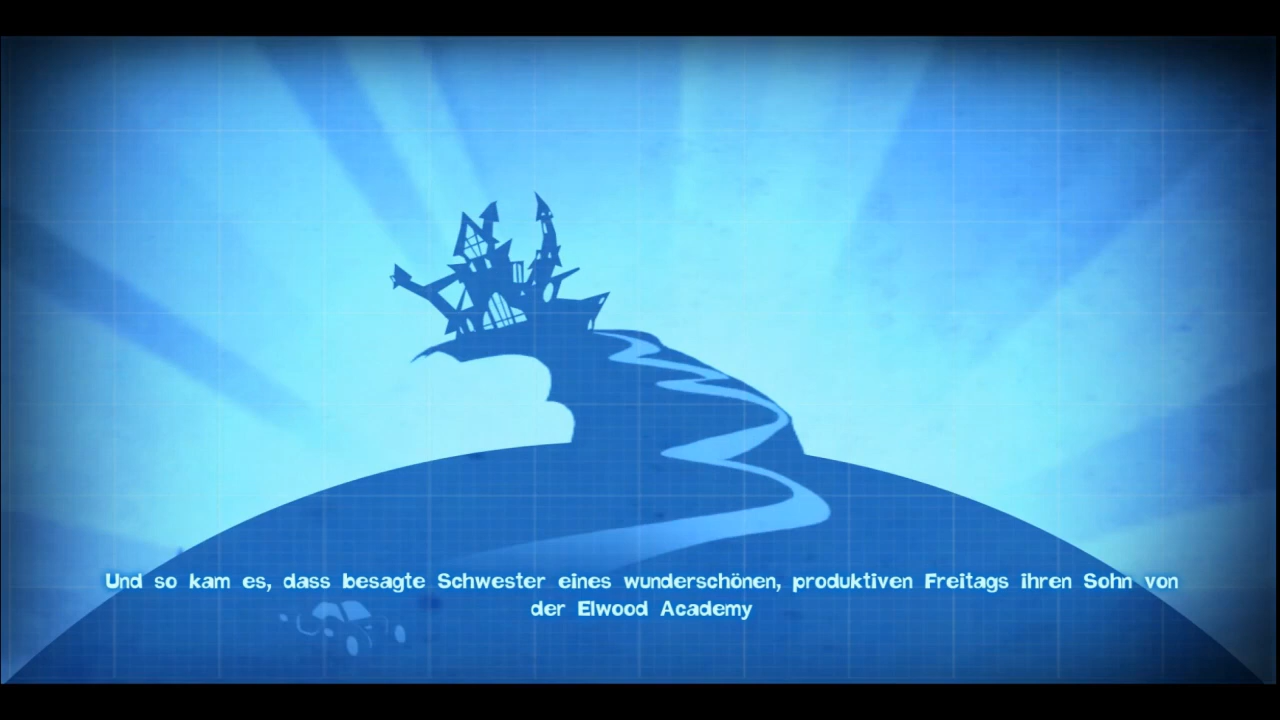 Und so kam es, dass besagte Schwester eines wunderschönen, produktiven Freitags ihren Sohn von
der Elwood Academy